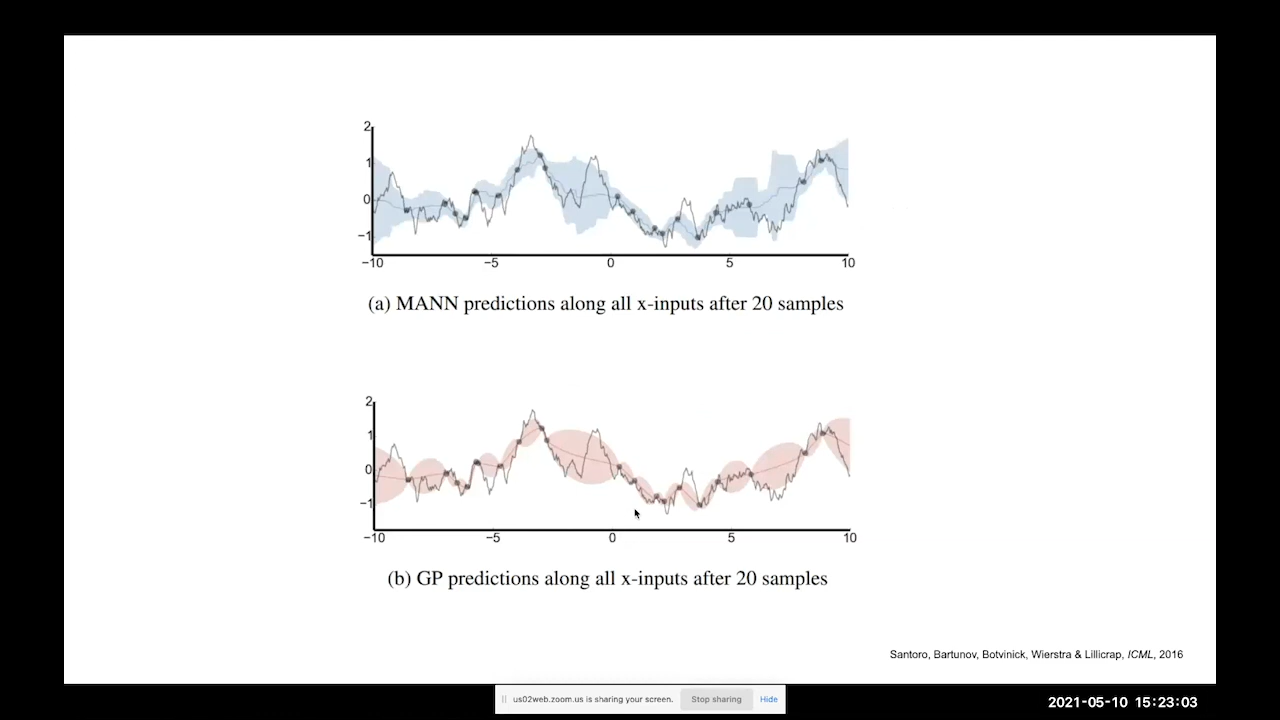 2
1
0
−1
−10 −5 0 5 10
(a) MANN predictions along all x-inputs after 20 samples
2
1
0
−1
−10 −5 0 5 10
(b) GP predictions along all x-inputs after 20 samples
Santoro, Bartunov, Botvinick, Wierstra & Lillicrap, ICML, 2016
us02web.zoom.us is sharing your screen. Stop sharing Hide
2021-05-10 15:23:03